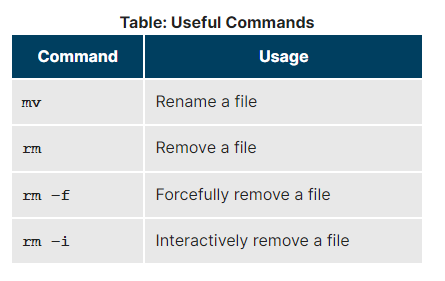 Table: Useful Commands
Command Usage
mv Rename a file
rm Remove a file
rm –f Forcefully remove a file
rm –i Interactively remove a file